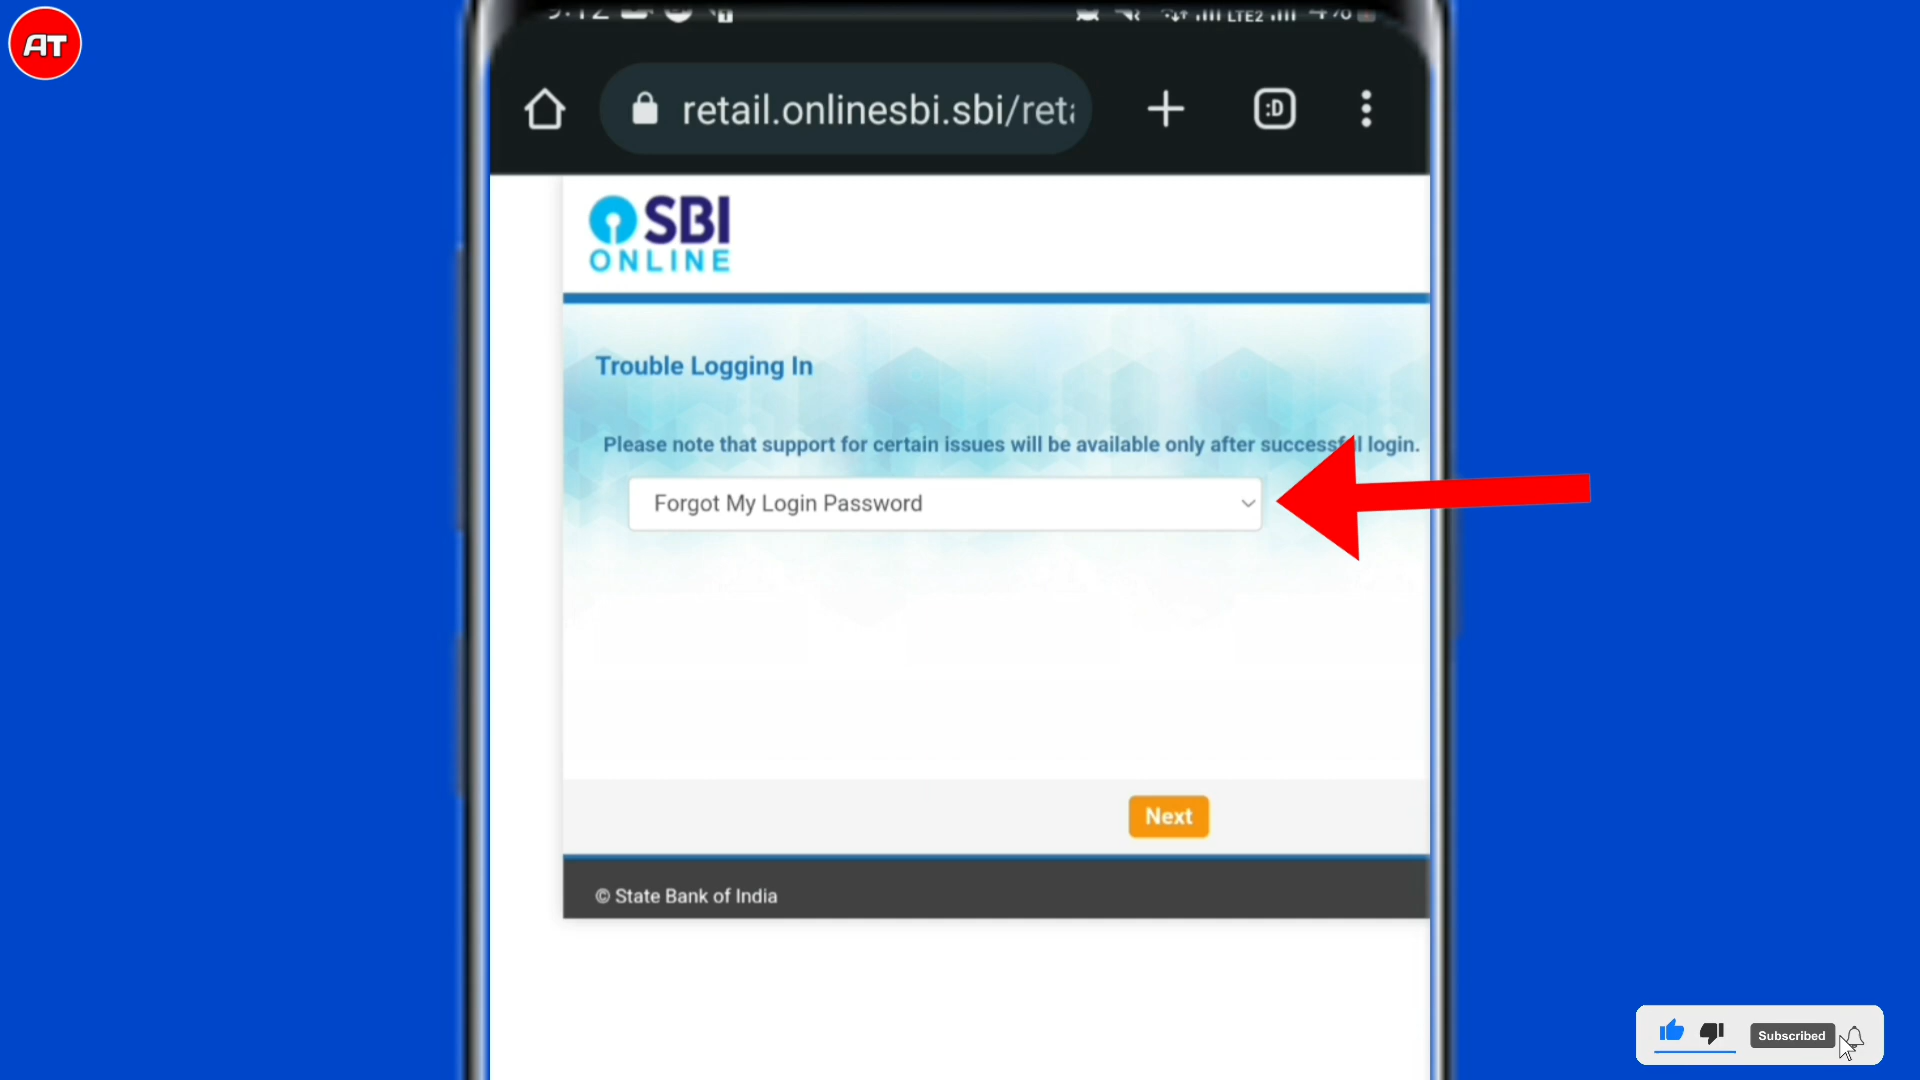 AT
LTE2
retail.onlinesbi.sbi/reta
:D
SBI
ONLINE
Trouble Logging In
Please note that support for certain issues will be available only after successful login.
Forgot My Login Password
Next
© State Bank of India
Subscribed